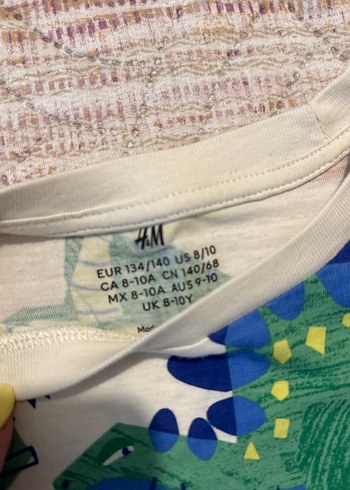 H&M
EUR 134/140 US 8/10
CA 8-10A CN 140/68
MX 8-10A AUS 9-10
UK 8-10Y